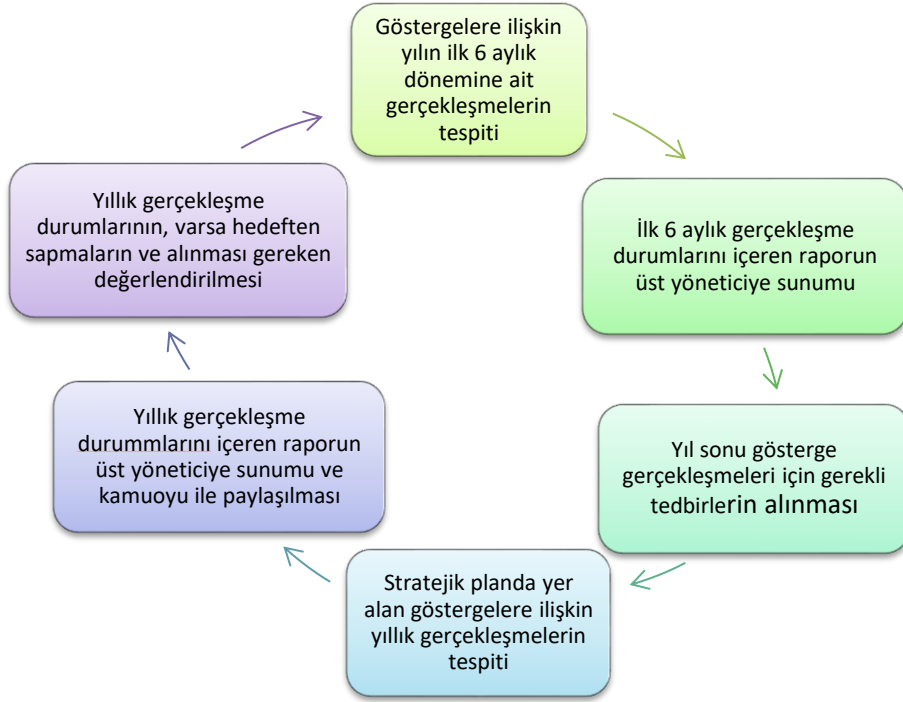 Göstergelere ilişkin
yılın ilk 6 aylık
dönemine ait
gerçekleşmelerin
tespiti
İlk 6 aylık gerçekleşme
durumlarını içeren raporun
üst yöneticiye sunumu
Yıl sonu gösterge
gerçekleşmeleri için gerekli
tedbirlerin alınması
Stratejik planda yer
alan göstergelere ilişkin
yıllık gerçekleşmelerin
tespiti
Yıllık gerçekleşme
durummlarını içeren raporun
üst yöneticiye sunumu ve
kamuoyu ile paylaşılması
Yıllık gerçekleşme
durumlarının, varsa hedeften
sapmaların ve alınması gereken
değerlendirilmesi